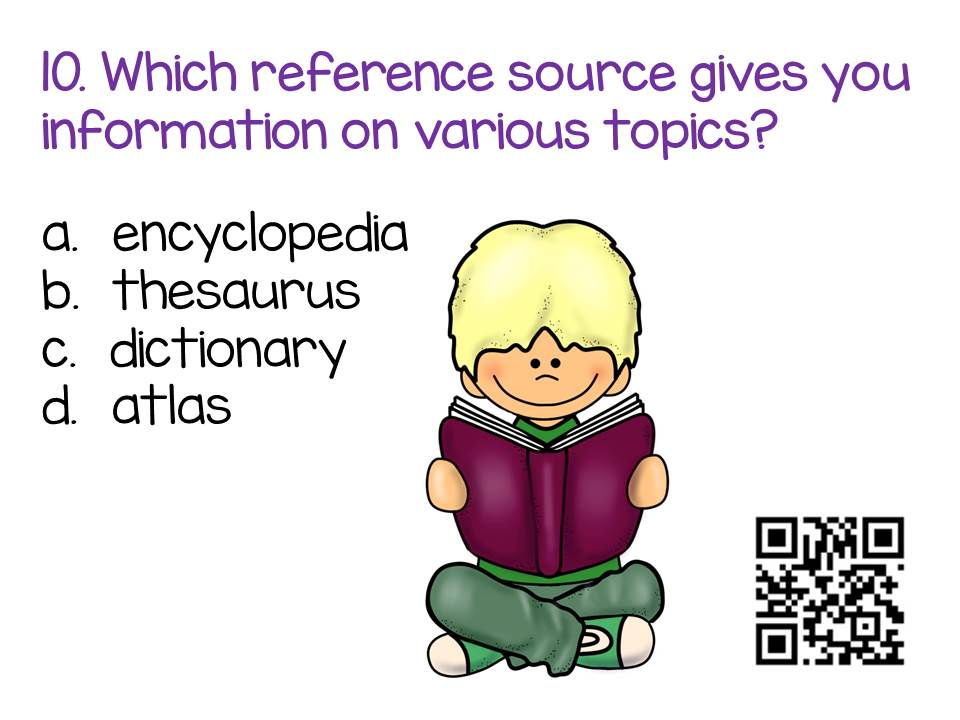 10. Which reference source gives you
information on various topics?
a. encyclopedia
b. thesaurus
c. dictionary
d. atlas